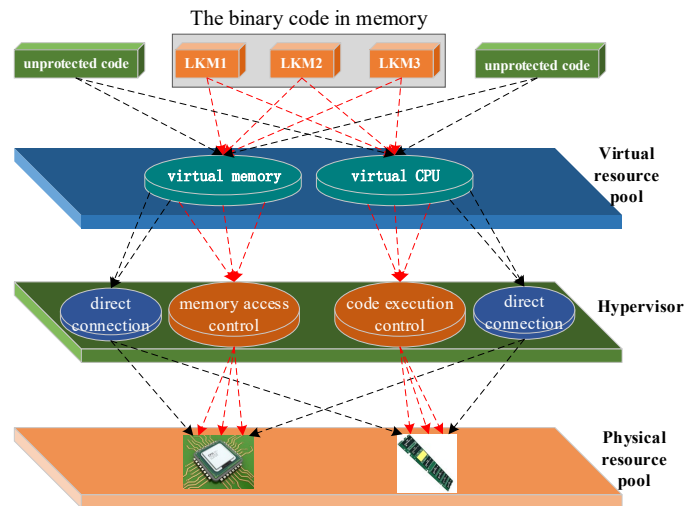 The binary code in memory
unprotected code
LKM1
LKM2
LKM3
unprotected code
virtual memory
virtual CPU
Virtual
resource
pool
direct
connection
memory access
control
code execution
control
direct
connection
Hypervisor
Physical
resource
pool